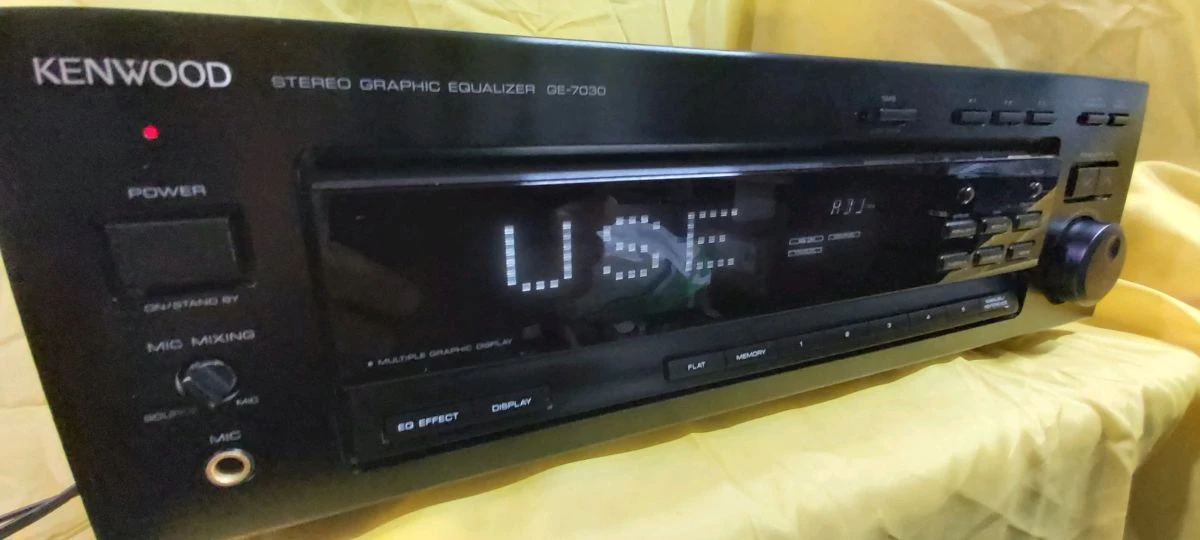 KENWOOD
STEREO GRAPHIC EQUALIZER GE-7030
POWER
ON/STAND BY
MIC MIXING
SOURCE MIC
MIC
USE
ADJ
MULTIPLE GRAPHIC DISPLAY
EQ EFFECT DISPLAY
FLAT MEMORY 1 2 3 4 5